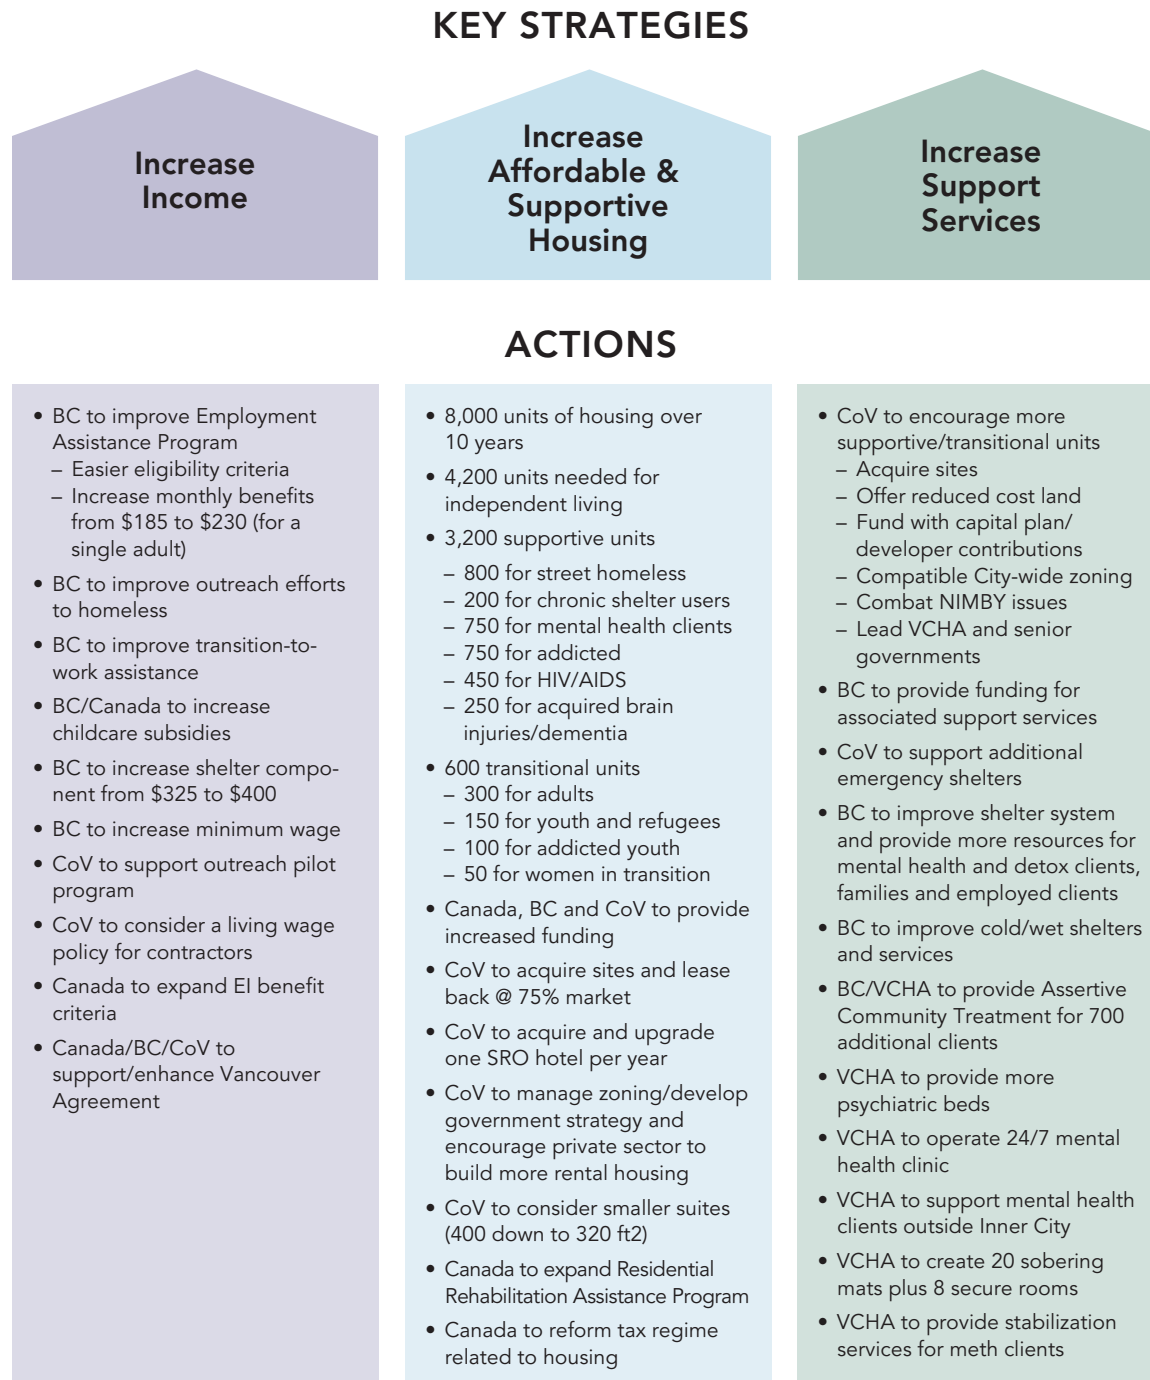 KEY STRATEGIES
Increase
Income
Increase
Affordable &
Supportive
Housing
Increase
Support
Services
ACTIONS
• BC to improve Employment
Assistance Program
– Easier eligibility criteria
– Increase monthly benefits
from $185 to $230 (for a
single adult)
• BC to improve outreach efforts
to homeless
• BC to improve transition-to-
work assistance
• BC/Canada to increase
childcare subsidies
• BC to increase shelter compo-
nent from $325 to $400
• BC to increase minimum wage
• CoV to support outreach pilot
program
• CoV to consider a living wage
policy for contractors
• Canada to expand EI benefit
criteria
• Canada/BC/CoV to
support/enhance Vancouver
Agreement
• 8,000 units of housing over
10 years
• 4,200 units needed for
independent living
• 3,200 supportive units
– 800 for street homeless
– 200 for chronic shelter users
– 750 for mental health clients
– 750 for addicted
– 450 for HIV/AIDS
– 250 for acquired brain
injuries/dementia
• 600 transitional units
– 300 for adults
– 150 for youth and refugees
– 100 for addicted youth
– 50 for women in transition
• Canada, BC and CoV to provide
increased funding
• CoV to acquire sites and lease
back @ 75% market
• CoV to acquire and upgrade
one SRO hotel per year
• CoV to manage zoning/develop
government strategy and
encourage private sector to
build more rental housing
• CoV to consider smaller suites
(400 down to 320 ft2)
• Canada to expand Residential
Rehabilitation Assistance Program
• Canada to reform tax regime
related to housing
• CoV to encourage more
supportive/transitional units
– Acquire sites
– Offer reduced cost land
– Fund with capital plan/
developer contributions
– Compatible City-wide zoning
– Combat NIMBY issues
– Lead VCHA and senior
governments
• BC to provide funding for
associated support services
• CoV to support additional
emergency shelters
• BC to improve shelter system
and provide more resources for
mental health and detox clients,
families and employed clients
• BC to improve cold/wet shelters
and services
• BC/VCHA to provide Assertive
Community Treatment for 700
additional clients
• VCHA to provide more
psychiatric beds
• VCHA to operate 24/7 mental
health clinic
• VCHA to support mental health
clients outside Inner City
• VCHA to create 20 sobering
mats plus 8 secure rooms
• VCHA to provide stabilization
services for meth clients